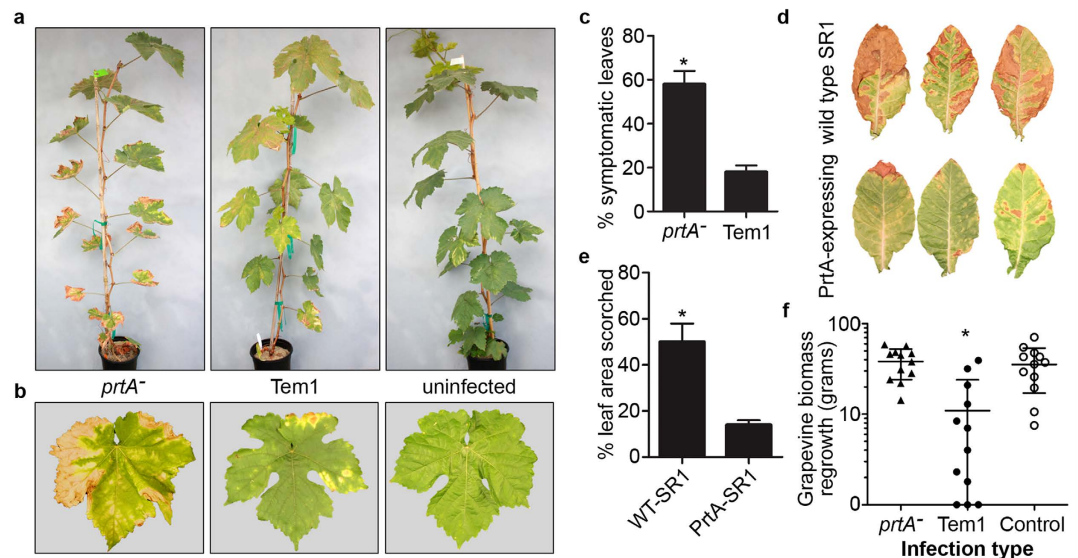 a
prtA-
Tem1
uninfected
b
c
% symptomatic leaves
80
60
40
20
0
*
prtA-
Tem1
d
wild type SR1
PrtA-expressing
e
% leaf area scorched
80
60
40
20
0
*
WT-SR1
PrtA-SR1
f
Grapevine biomass
regrowth (grams)
100
10
0
*
prtA-
Tem1
Control
Infection type